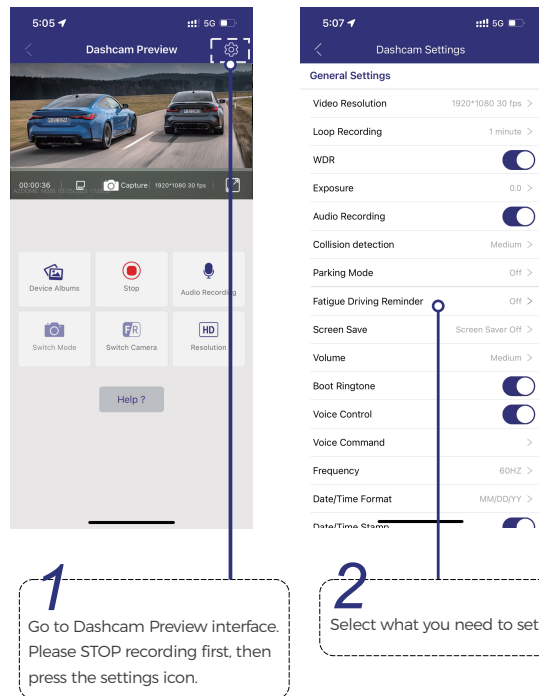 5:05
5G
Dashcam Preview
00:00:36
Capture
1920*1080 30 fps
Device Albums
Stop
Audio Recording
Switch Mode
Switch Camera
Resolution
FR
HD
Help ?
1
Go to Dashcam Preview interface.
Please STOP recording first, then
press the settings icon.
5:07
5G
Dashcam Settings
General Settings
Video Resolution 1920*1080 30 fps >
Loop Recording 1 minute >
WDR
Exposure 0.0 >
Audio Recording
Collision detection Medium >
Parking Mode Off >
Fatigue Driving Reminder Off >
Screen Save Screen Saver Off >
Volume Medium >
Boot Ringtone
Voice Control
Voice Command >
Frequency 60HZ >
Date/Time Format MM/DD/YY >
Date/Time Stamp
2
Select what you need to set